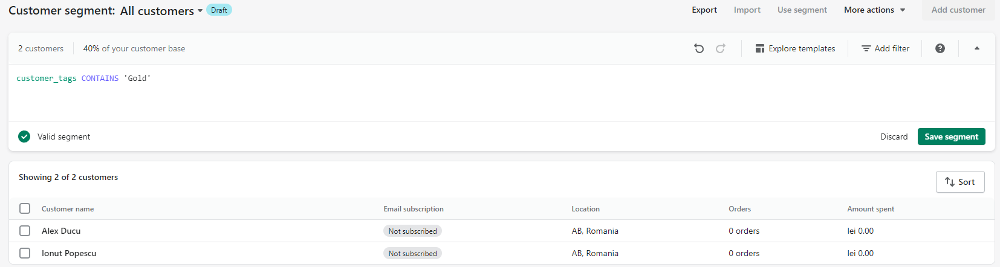 Customer segment: All customers Draft Export Import Use segment More actions Add customer
2 customers 40% of your customer base Explore templates Add filter
customer_tags CONTAINS 'Gold'
Valid segment Discard Save segment
Showing 2 of 2 customers Sort
Customer name Email subscription Location Orders Amount spent
Alex Ducu Not subscribed AB, Romania 0 orders lei 0.00
Ionut Popescu Not subscribed AB, Romania 0 orders lei 0.00